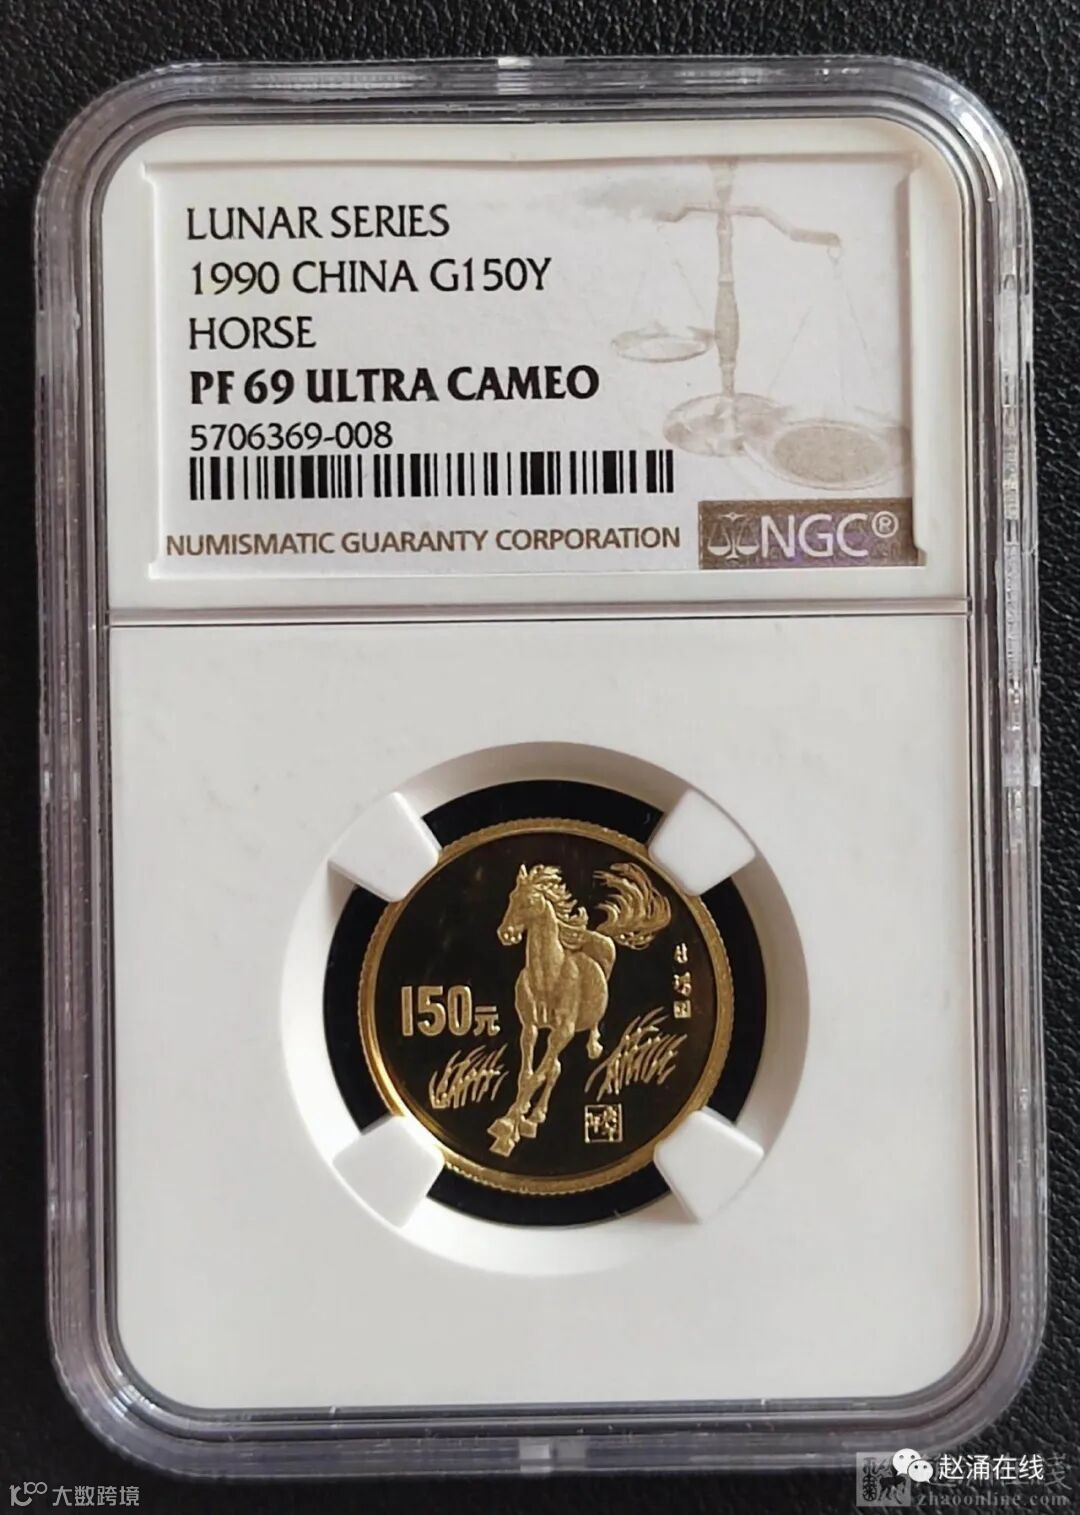 LUNAR SERIES
1990 CHINA G150Y
HORSE
PF 69 ULTRA CAMEO
5706369-008
NUMISMATIC GUARANTY CORPORATION
NGC®
150元
大数跨境
赵涌在线
zhaoonline.com